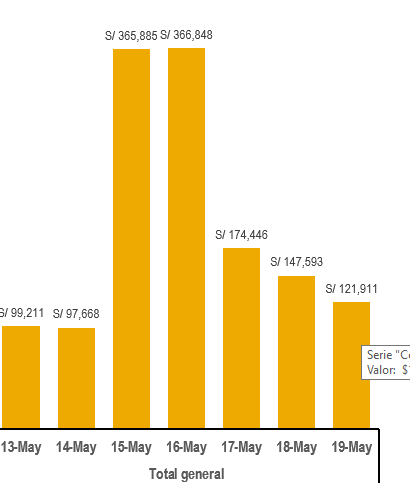 S/ 365,885 S/ 366,848
S/ 174,446
S/ 147,593
S/ 121,911
S/ 99,211 S/ 97,668
Serie
Valor:
13-May 14-May 15-May 16-May 17-May 18-May 19-May
Total general